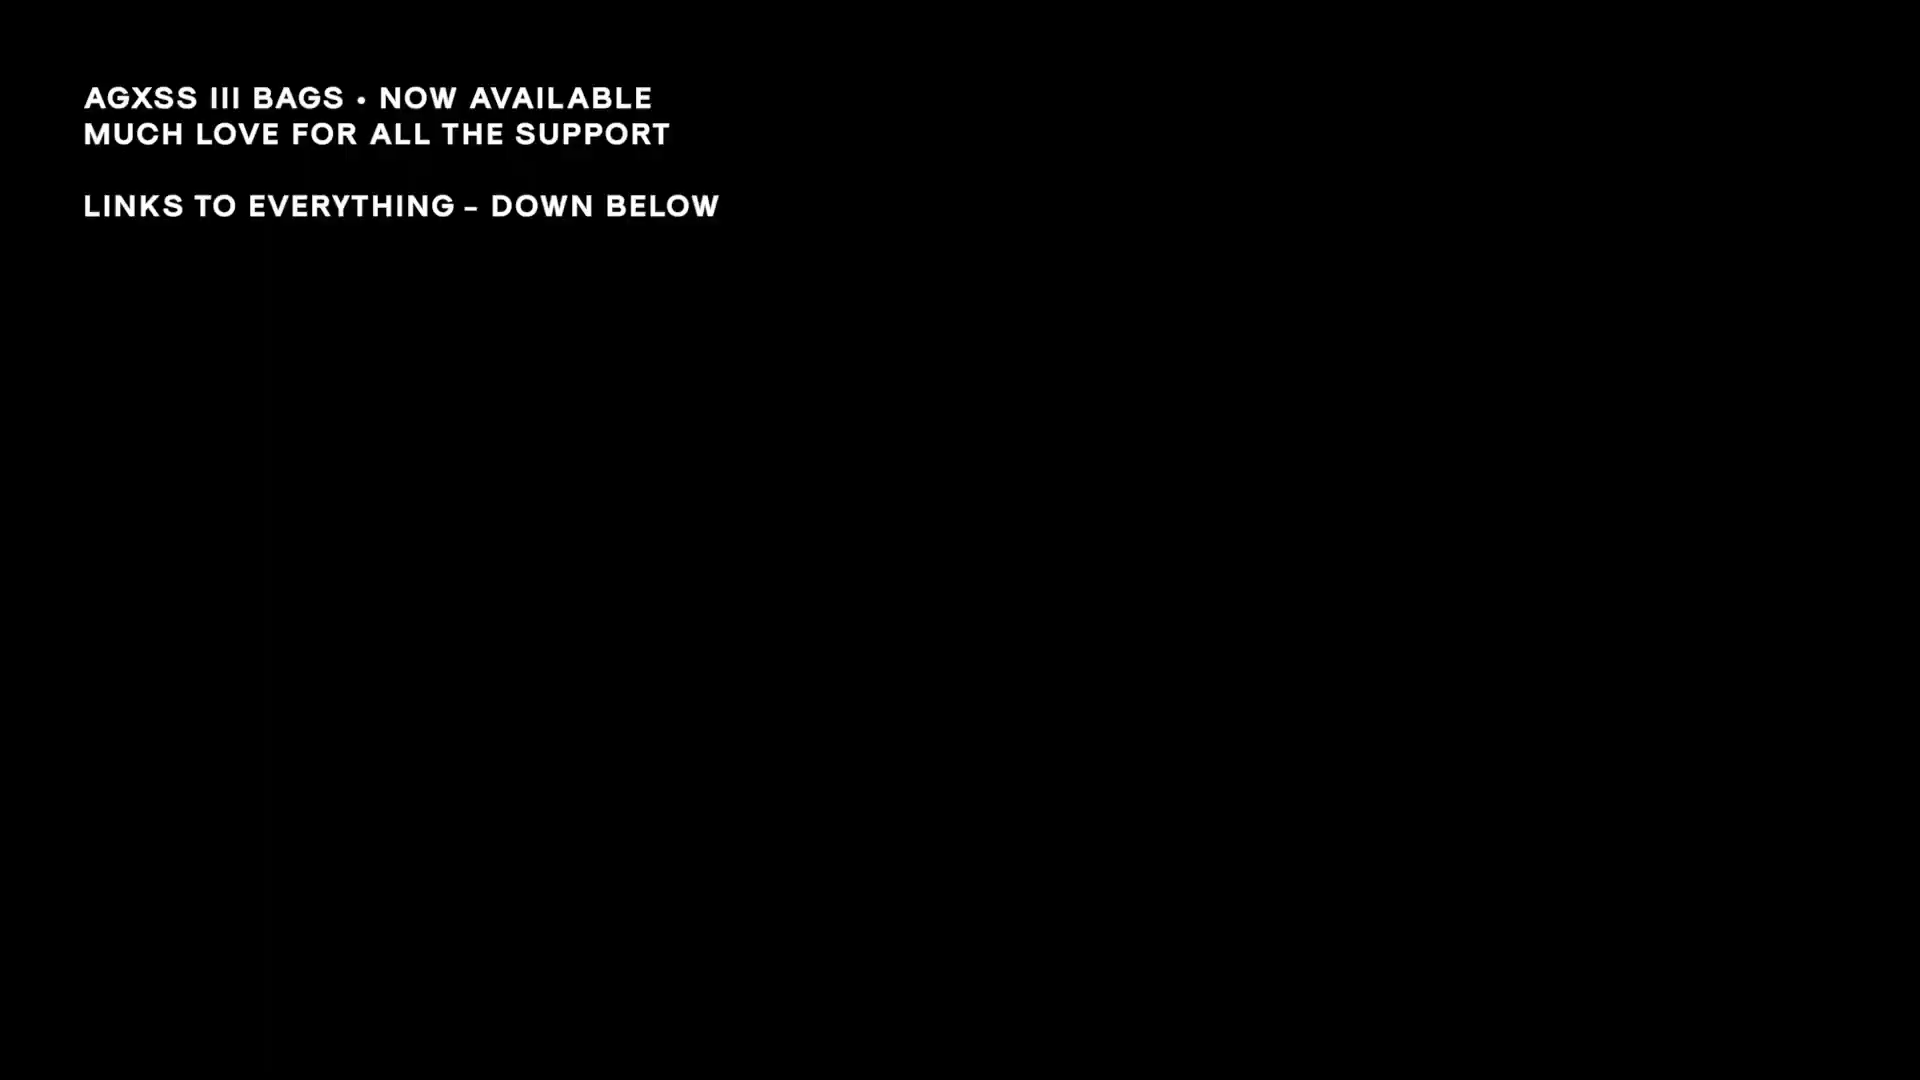 AGXSS III BAGS • NOW AVAILABLE
MUCH LOVE FOR ALL THE SUPPORT
LINKS TO EVERYTHING – DOWN BELOW